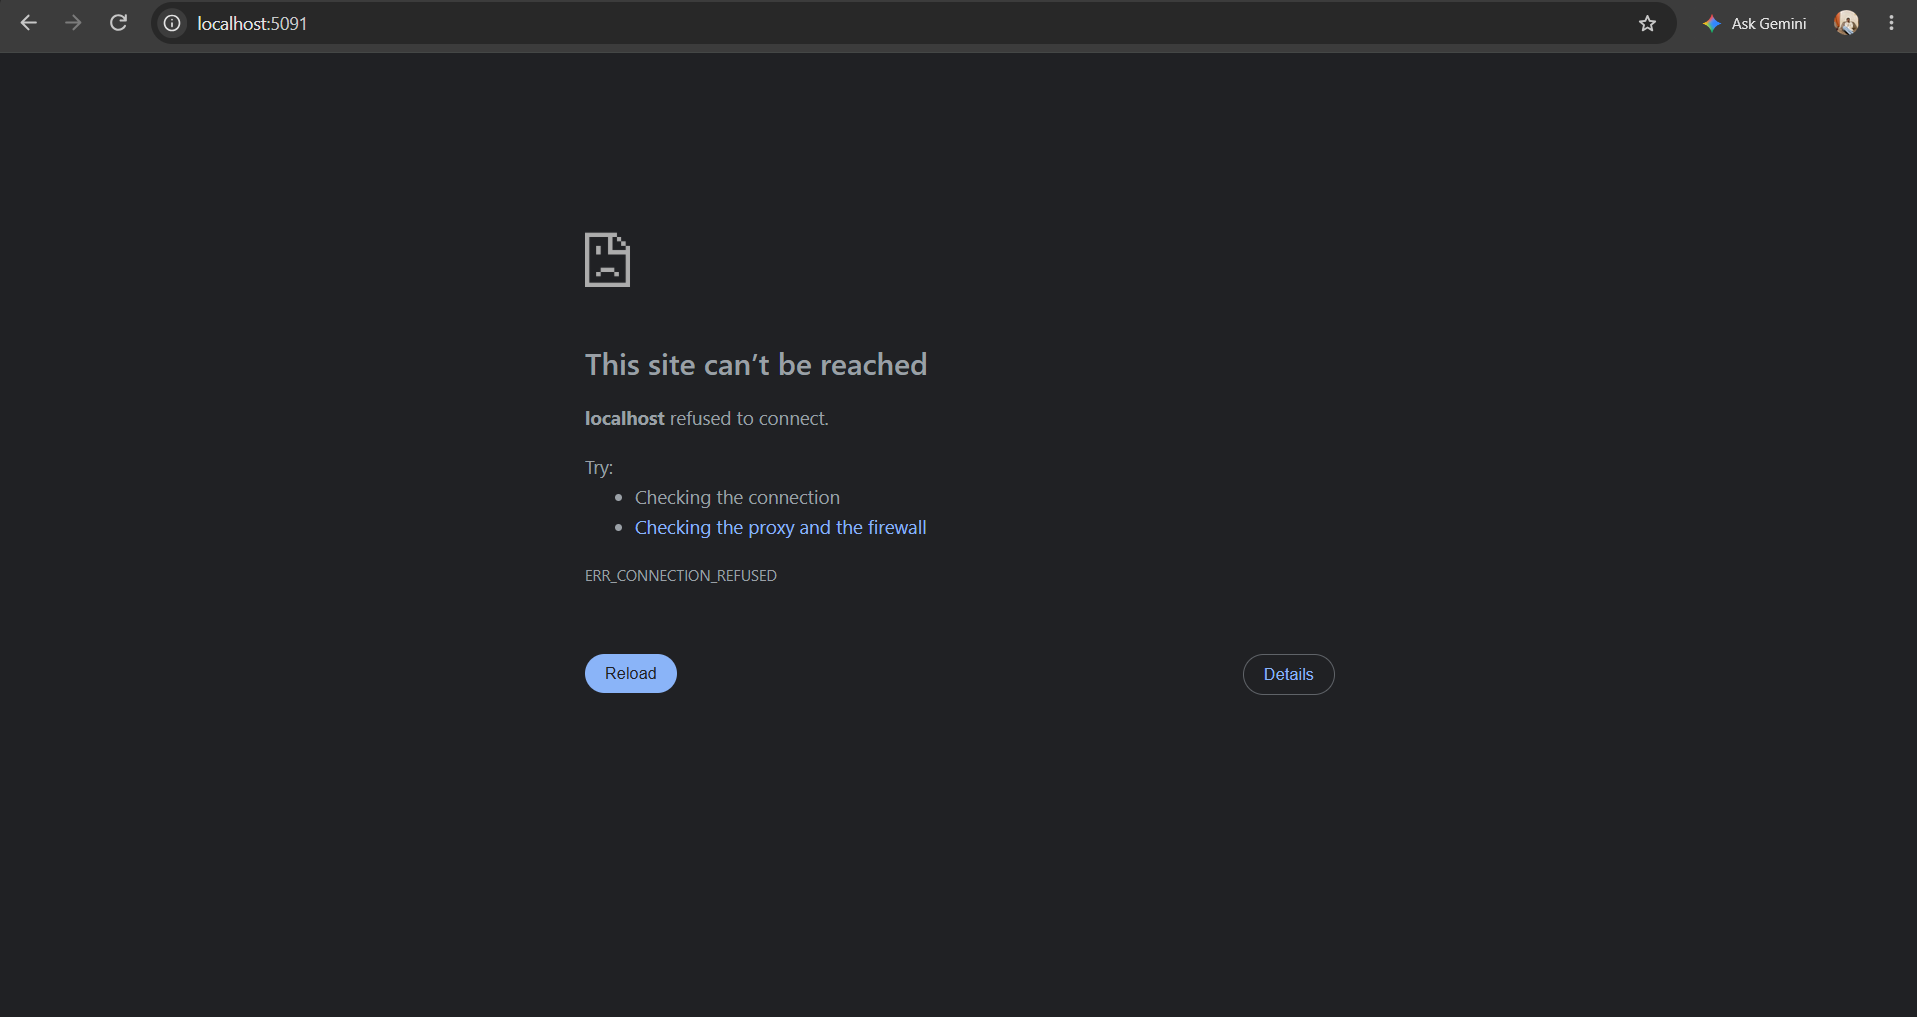 localhost:5091
Ask Gemini
This site can’t be reached
localhost refused to connect.
Try:
Checking the connection
Checking the proxy and the firewall
ERR_CONNECTION_REFUSED
Reload
Details